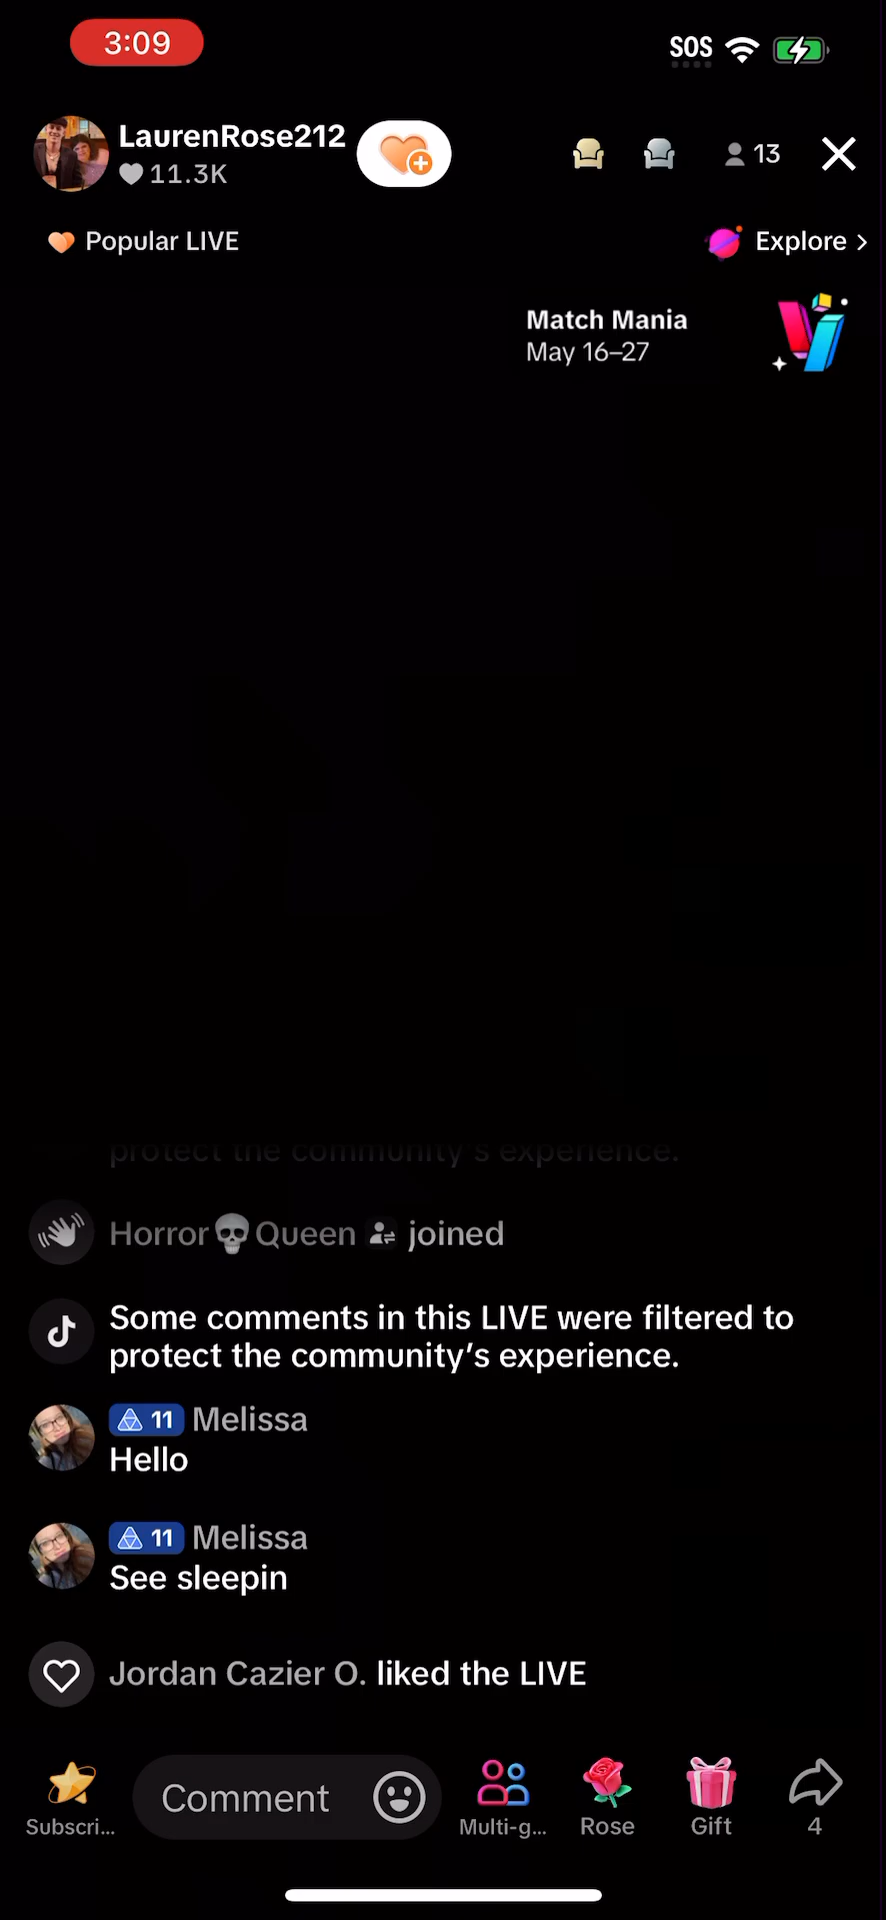 3:09
SOS
LaurenRose212
11.3K
13
Popular LIVE
Explore >
Match Mania
May 16–27
protect the community's experience.
Horror💀Queen joined
Some comments in this LIVE were filtered to
protect the community's experience.
11 Melissa
Hello
11 Melissa
See sleepin
Jordan Cazier O. liked the LIVE
Subscri...
Comment
Multi-g...
Rose
Gift
4